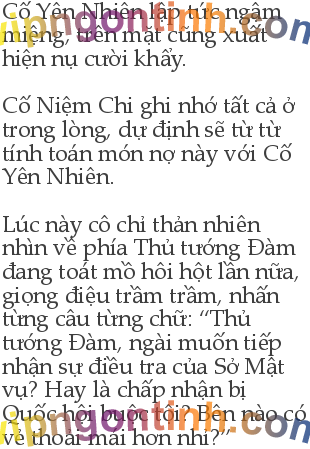 Cố Yên Nhiên lập tức ngậm
miệng, trên mặt cũng xuất
hiện nụ cười khẩy.
Cố Niệm Chi ghi nhớ tất cả ở
trong lòng, dự định sẽ từ từ
tính toán món nợ này với Cố
Yên Nhiên.
Lúc này cô chỉ thản nhiên
nhìn về phía Thủ tướng Đàm
đang toát mồ hôi hột lần nữa,
giọng điệu trầm trầm, nhấn
từng câu từng chữ: “Thủ
tướng Đàm, ngài muốn tiếp
nhận sự điều tra của Sở Mật
vụ? Hay là chấp nhận bị
Quốc hội buộc tội? Bên nào có
vẻ thoải mái hơn nhỉ?”
vipngontinh.com
vipngontinh.com